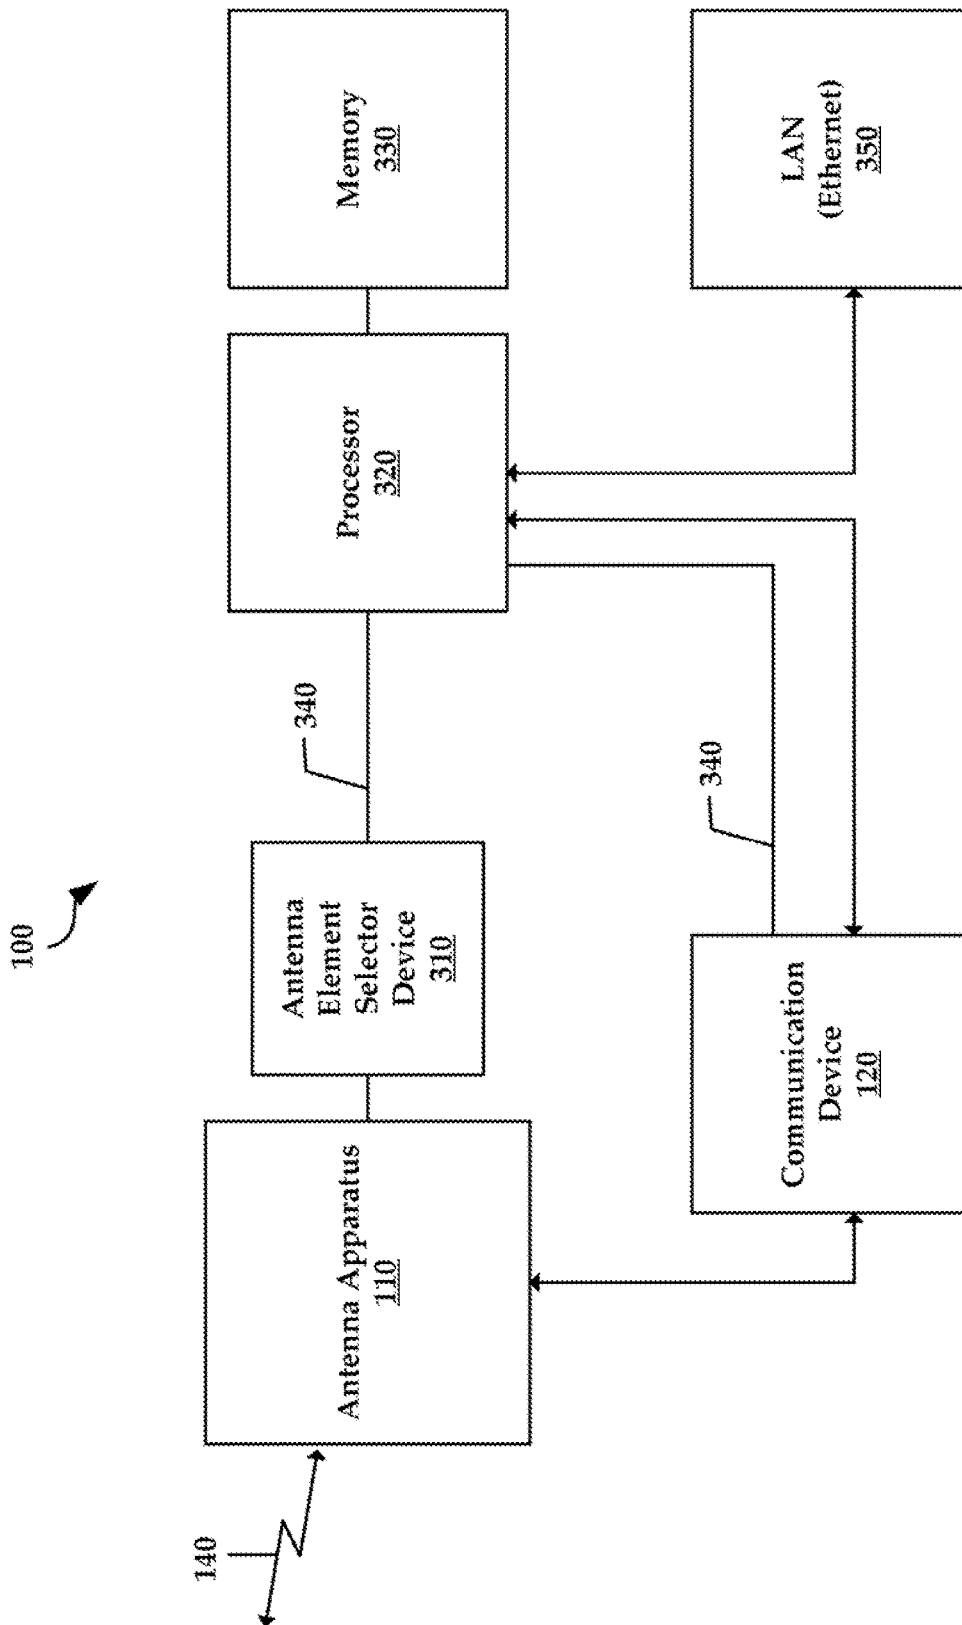 100
140
Antenna Apparatus
110
Antenna
Element
Selector
Device
310
340
Processor
320
Memory
330
Communication
Device
120
340
LAN
(Ethernet)
350